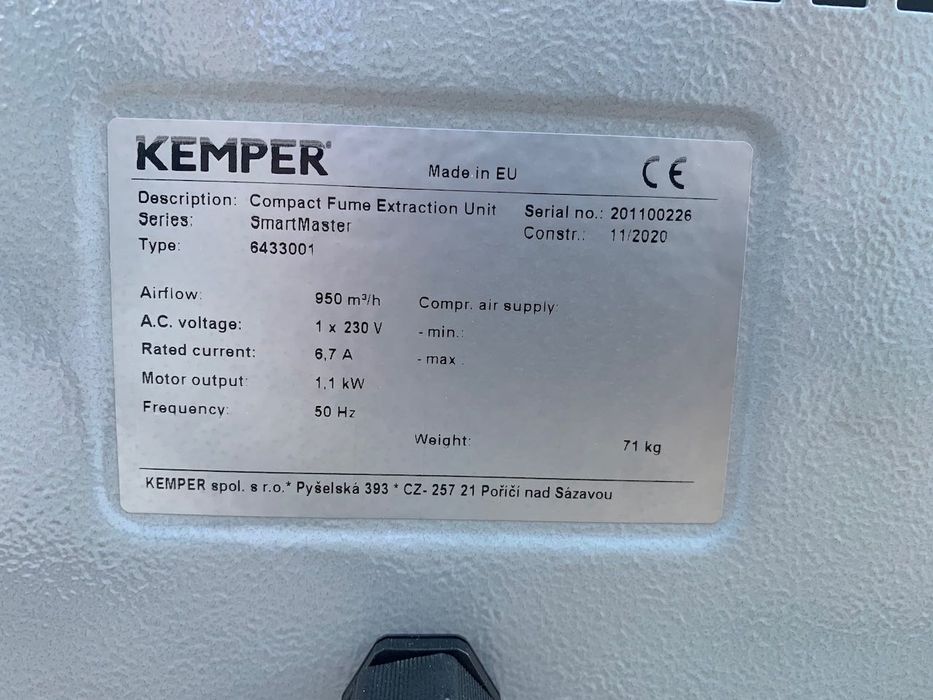 KEMPER
Made in EU
CE
Description: Compact Fume Extraction Unit
Serial no.: 201100226
Series: SmartMaster
Constr.: 11/2020
Type: 6433001
Airflow: 950 m³/h
Compr. air supply:
A.C. voltage: 1 x 230 V
- min.:
Rated current: 6,7 A
- max.:
Motor output: 1,1 kW
Frequency: 50 Hz
Weight: 71 kg
KEMPER spol. s r.o.* Pyšelská 393 * CZ- 257 21 Poříčí nad Sázavou